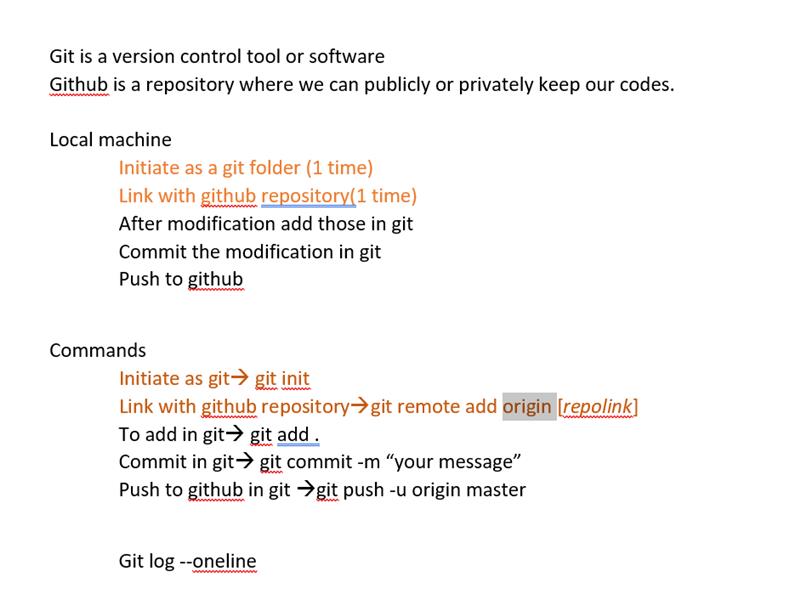 Git is a version control tool or software
Github is a repository where we can publicly or privately keep our codes.
Local machine
Initiate as a git folder (1 time)
Link with github repository(1 time)
After modification add those in git
Commit the modification in git
Push to github
Commands
Initiate as git→ git init
Link with github repository→git remote add origin [repolink]
To add in git→ git add .
Commit in git→ git commit -m “your message”
Push to github in git →git push -u origin master
Git log --oneline